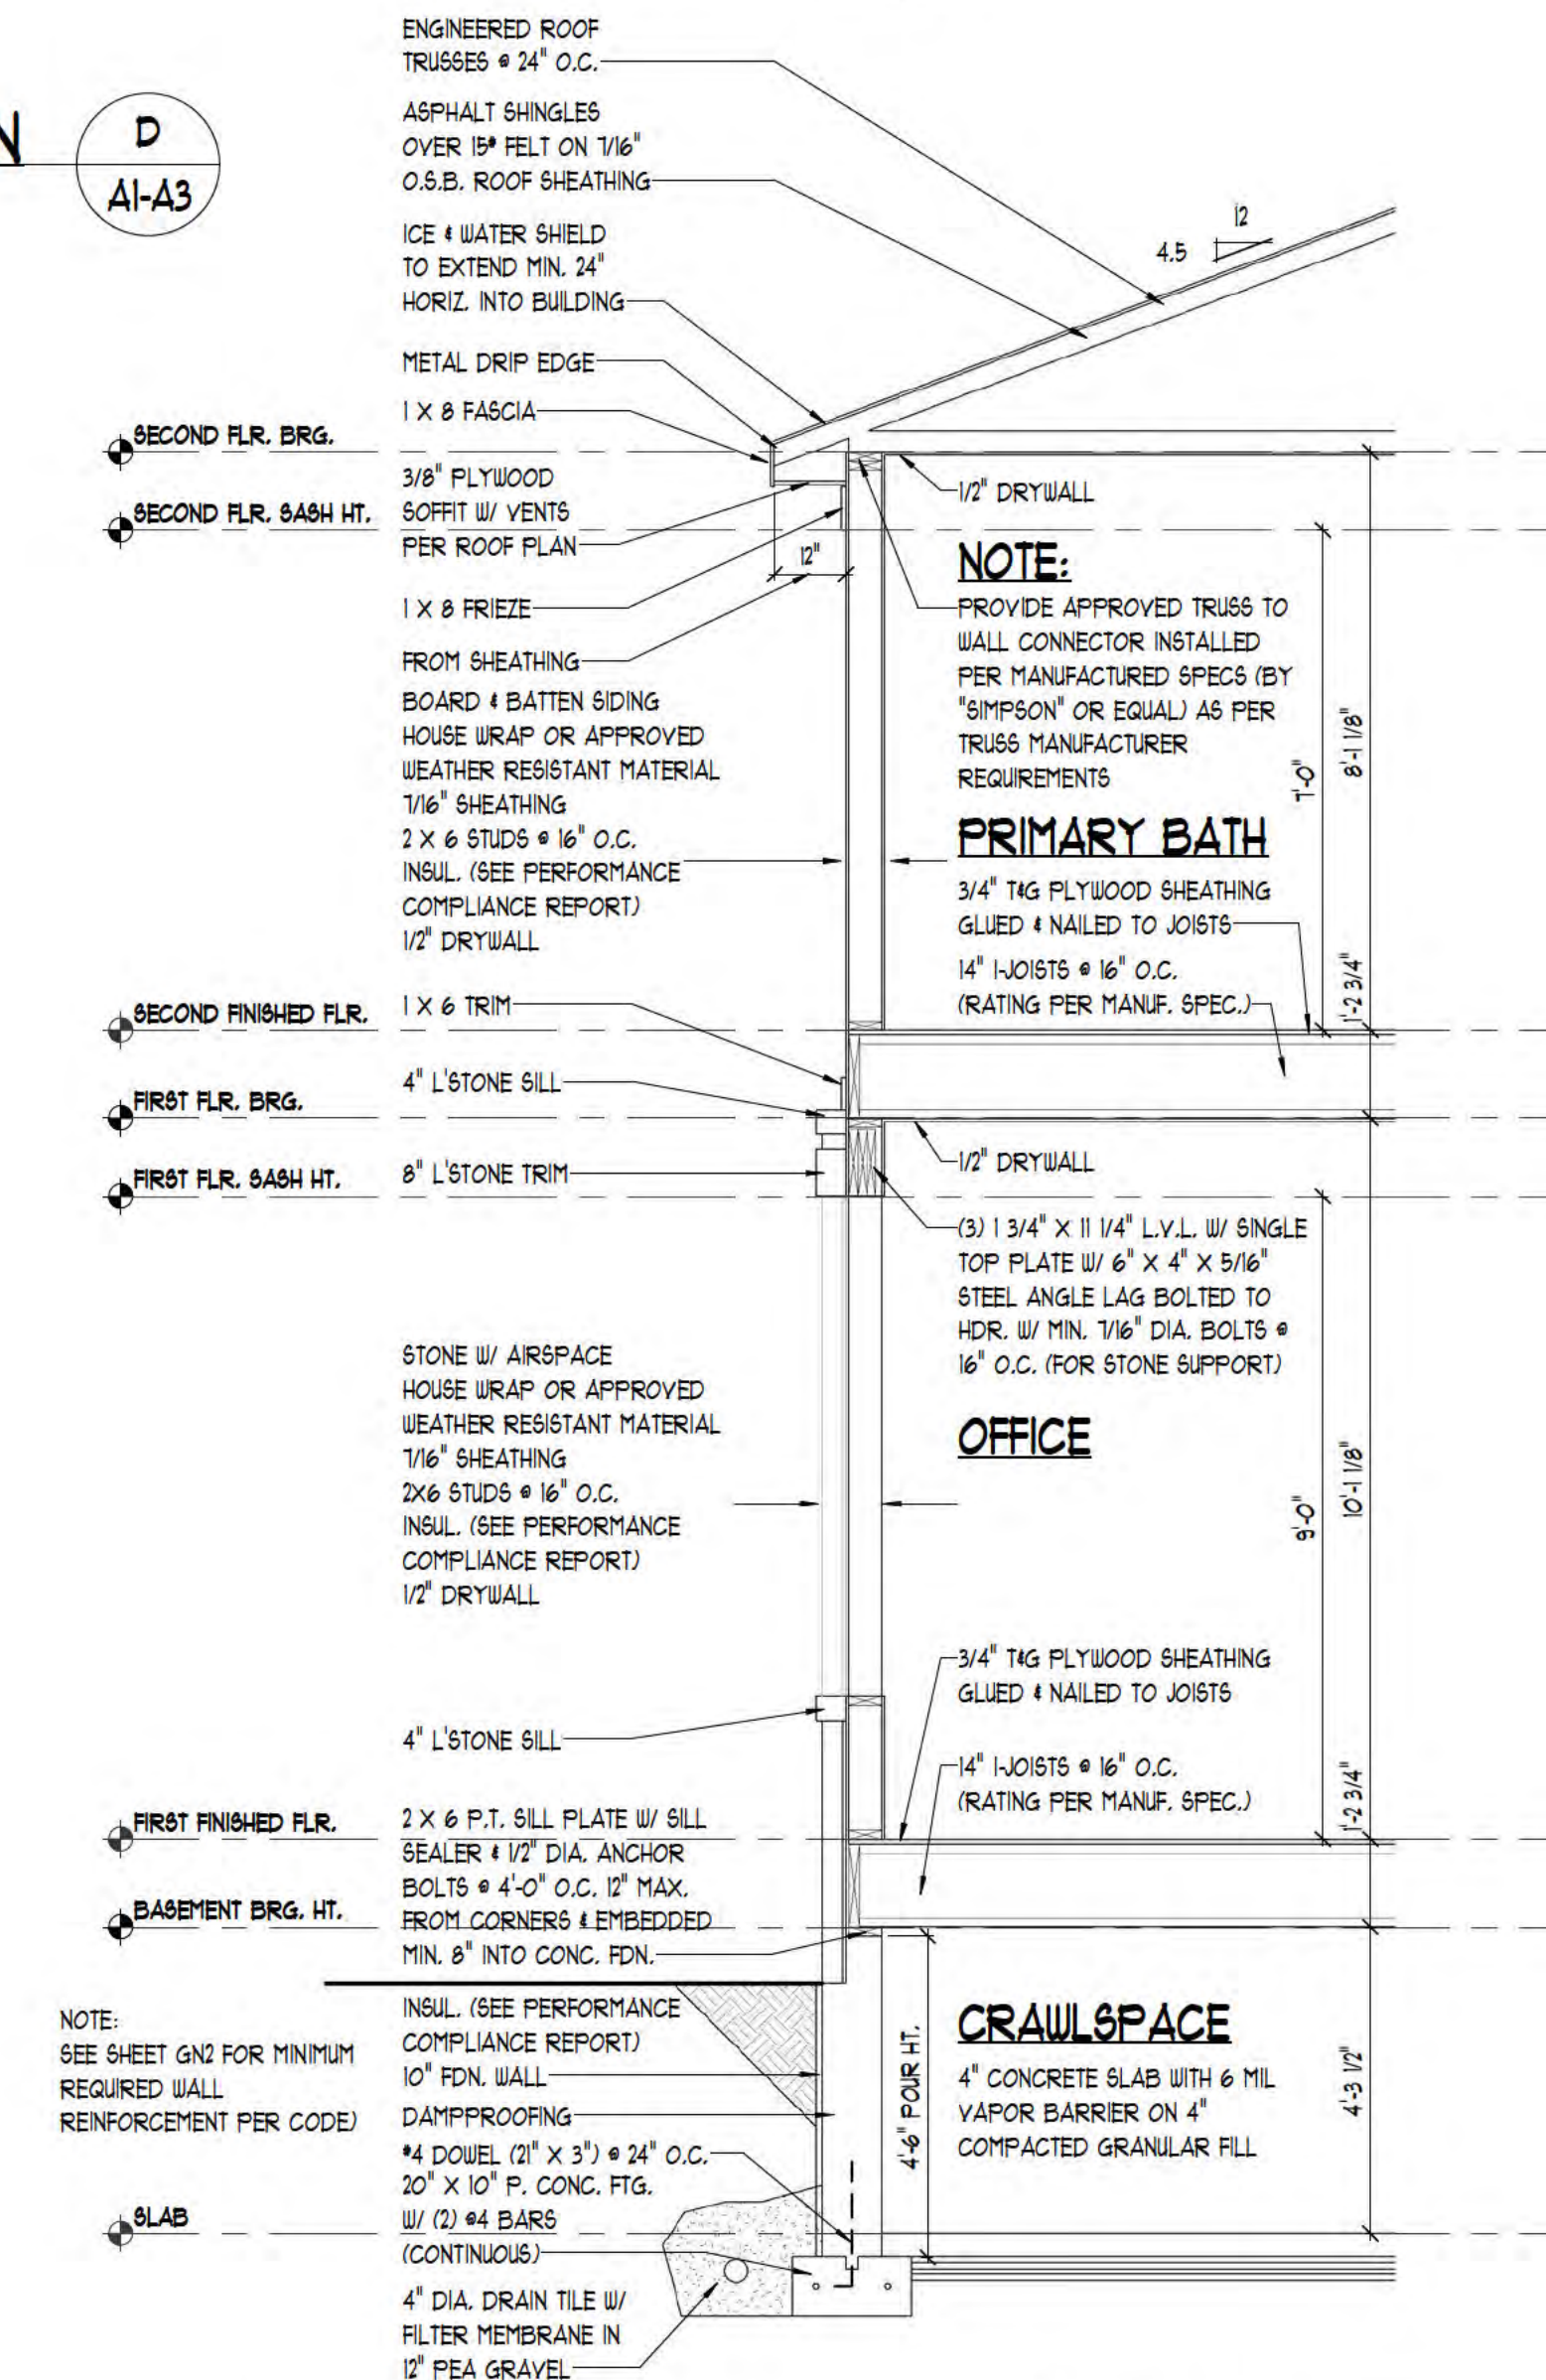 N
D
A1-A3
ENGINEERED ROOF
TRUSSES @ 24" O.C.
ASPHALT SHINGLES
OVER 15# FELT ON 7/16"
O.S.B. ROOF SHEATHING
ICE & WATER SHIELD
TO EXTEND MIN. 24"
HORIZ. INTO BUILDING
METAL DRIP EDGE
1 X 8 FASCIA
12
4.5
SECOND FLR. BRG.
3/8" PLYWOOD
SOFFIT W/ VENTS
PER ROOF PLAN
SECOND FLR. SASH HT.
12"
1 X 8 FRIEZE
FROM SHEATHING
BOARD & BATTEN SIDING
HOUSE WRAP OR APPROVED
WEATHER RESISTANT MATERIAL
7/16" SHEATHING
2 X 6 STUDS @ 16" O.C.
INSUL. (SEE PERFORMANCE
COMPLIANCE REPORT)
1/2" DRYWALL
1/2" DRYWALL
NOTE:
PROVIDE APPROVED TRUSS TO
WALL CONNECTOR INSTALLED
PER MANUFACTURED SPECS (BY
"SIMPSON" OR EQUAL) AS PER
TRUSS MANUFACTURER
REQUIREMENTS
7'-0"
8'-1 1/8"
PRIMARY BATH
3/4" T&G PLYWOOD SHEATHING
GLUED & NAILED TO JOISTS
14" I-JOISTS @ 16" O.C.
(RATING PER MANUF. SPEC.)
1'-2 3/4"
SECOND FINISHED FLR.
1 X 6 TRIM
4" L'STONE SILL
FIRST FLR. BRG.
FIRST FLR. SASH HT.
8" L'STONE TRIM
1/2" DRYWALL
(3) 1 3/4" X 11 1/4" L.V.L. W/ SINGLE
TOP PLATE W/ 6" X 4" X 5/16"
STEEL ANGLE LAG BOLTED TO
HDR. W/ MIN. 7/16" DIA. BOLTS @
16" O.C. (FOR STONE SUPPORT)
STONE W/ AIRSPACE
HOUSE WRAP OR APPROVED
WEATHER RESISTANT MATERIAL
7/16" SHEATHING
2X6 STUDS @ 16" O.C.
INSUL. (SEE PERFORMANCE
COMPLIANCE REPORT)
1/2" DRYWALL
OFFICE
9'-0"
10'-1 1/8"
3/4" T&G PLYWOOD SHEATHING
GLUED & NAILED TO JOISTS
4" L'STONE SILL
14" I-JOISTS @ 16" O.C.
(RATING PER MANUF. SPEC.)
1'-2 3/4"
FIRST FINISHED FLR.
2 X 6 P.T. SILL PLATE W/ SILL
SEALER & 1/2" DIA. ANCHOR
BOLTS @ 4'-0" O.C. 12" MAX.
FROM CORNERS & EMBEDDED
MIN. 8" INTO CONC. FDN.
BASEMENT BRG. HT.
NOTE:
SEE SHEET GN2 FOR MINIMUM
REQUIRED WALL
REINFORCEMENT PER CODE)
INSUL. (SEE PERFORMANCE
COMPLIANCE REPORT)
10" FDN. WALL
DAMPPROOFING
#4 DOWEL (21" X 3") @ 24" O.C.
20" X 10" P. CONC. FTG.
W/ (2) @4 BARS
(CONTINUOUS)
4" DIA. DRAIN TILE W/
FILTER MEMBRANE IN
12" PEA GRAVEL
SLAB
4'-6" POUR HT.
CRAWLSPACE
4" CONCRETE SLAB WITH 6 MIL
VAPOR BARRIER ON 4"
COMPACTED GRANULAR FILL
4'-3 1/2"